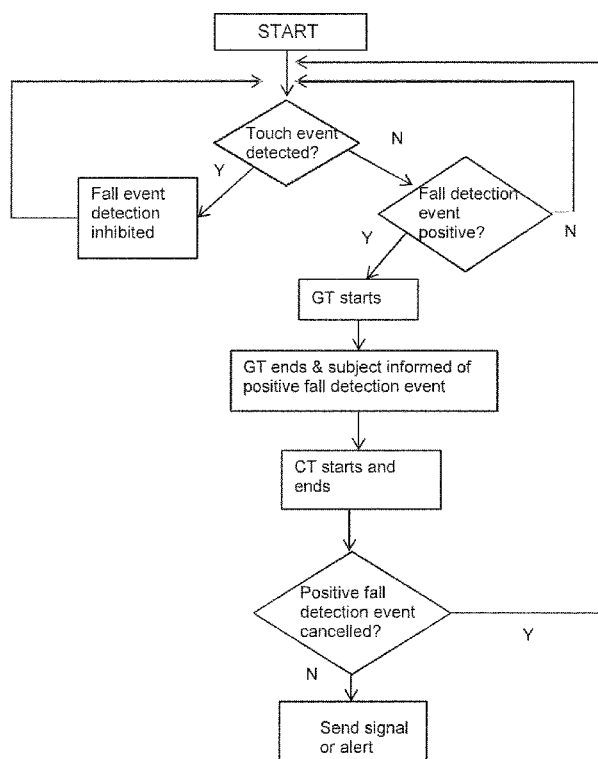 START
Touch event
detected?
N
Y
Fall event
detection
inhibited
Fall detection
event
positive?
Y
N
GT starts
GT ends & subject informed of
positive fall detection event
CT starts and
ends
Positive fall
detection event
cancelled?
Y
N
Send signal
or alert